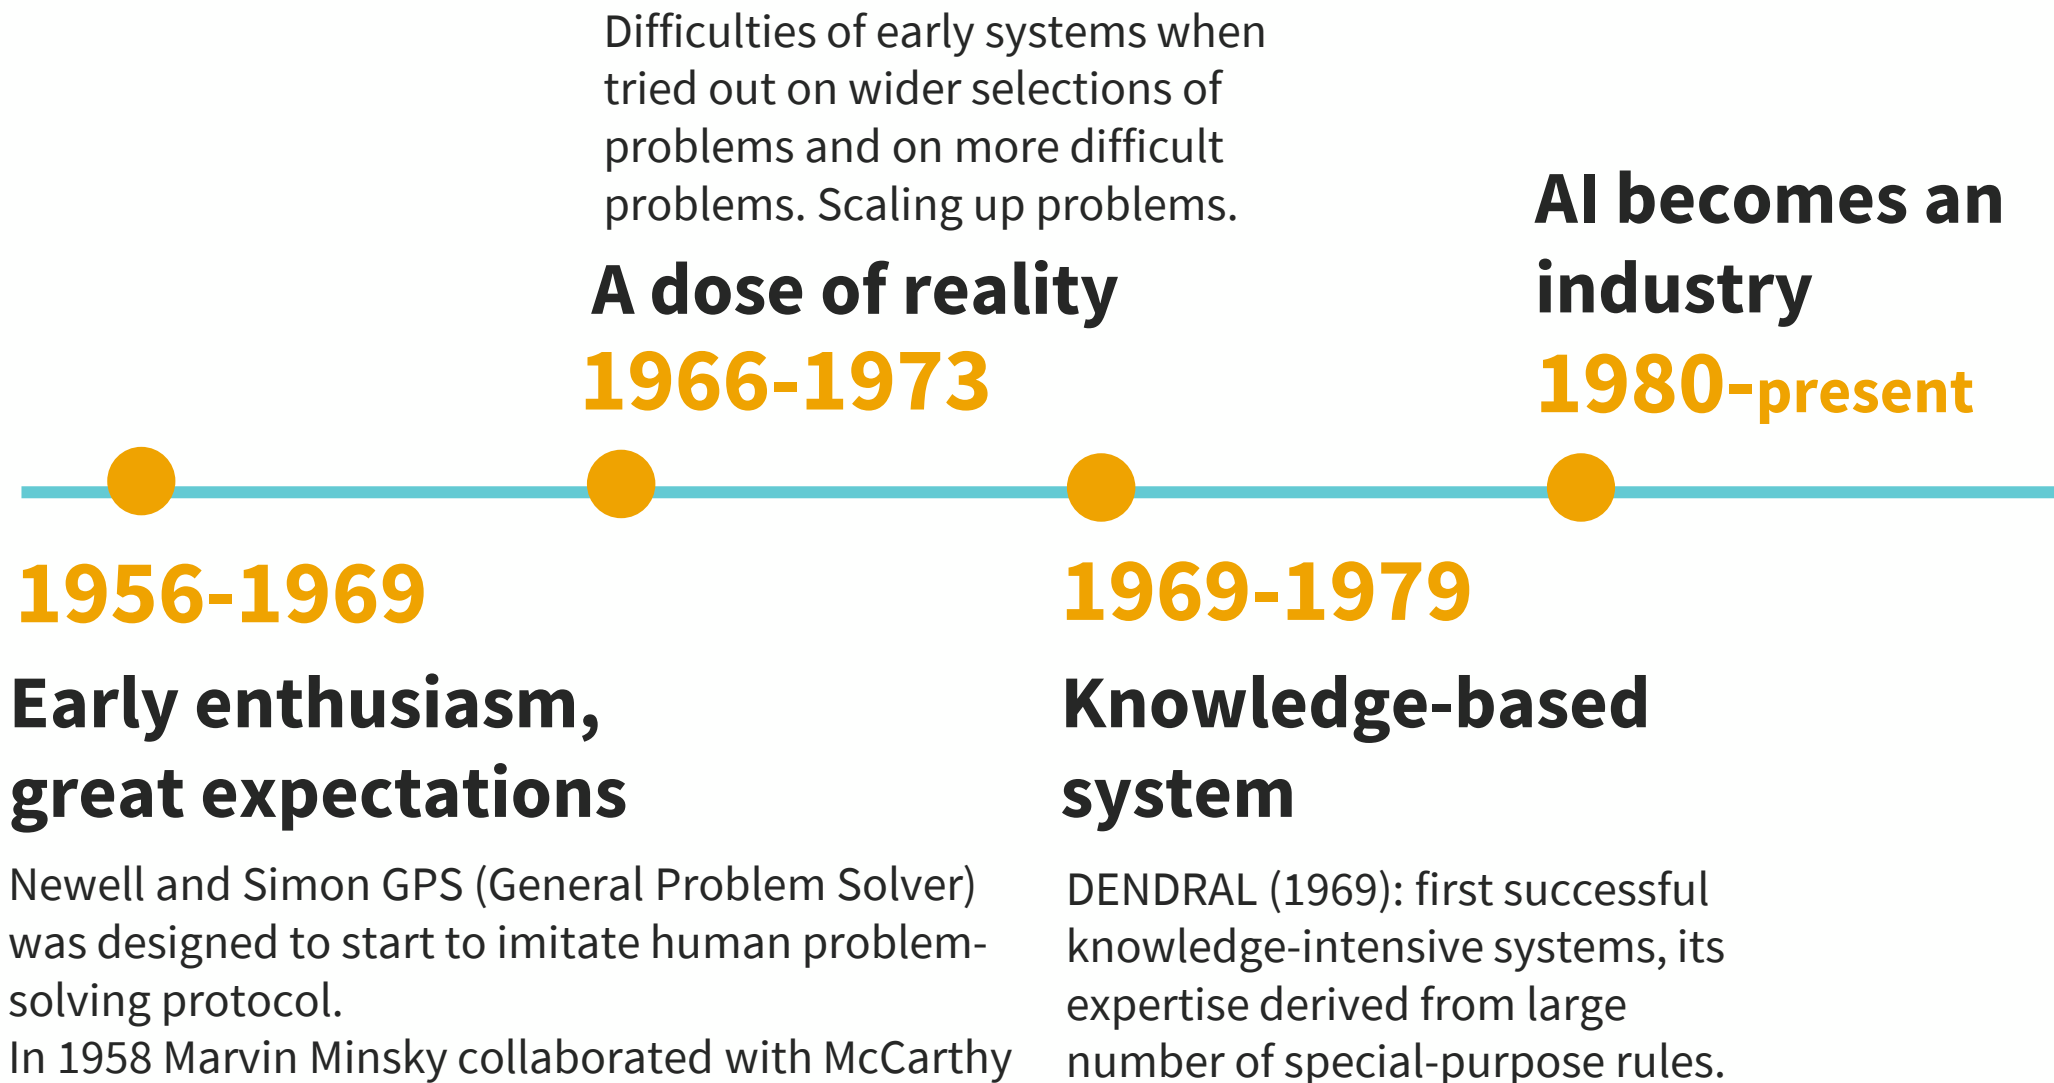 Difficulties of early systems when
tried out on wider selections of
problems and on more difficult
problems. Scaling up problems.
A dose of reality
1966-1973
AI becomes an
industry
1980-present
1956-1969
Early enthusiasm,
great expectations
Newell and Simon GPS (General Problem Solver)
was designed to start to imitate human problem-
solving protocol.
In 1958 Marvin Minsky collaborated with McCarthy
1969-1979
Knowledge-based
system
DENDRAL (1969): first successful
knowledge-intensive systems, its
expertise derived from large
number of special-purpose rules.